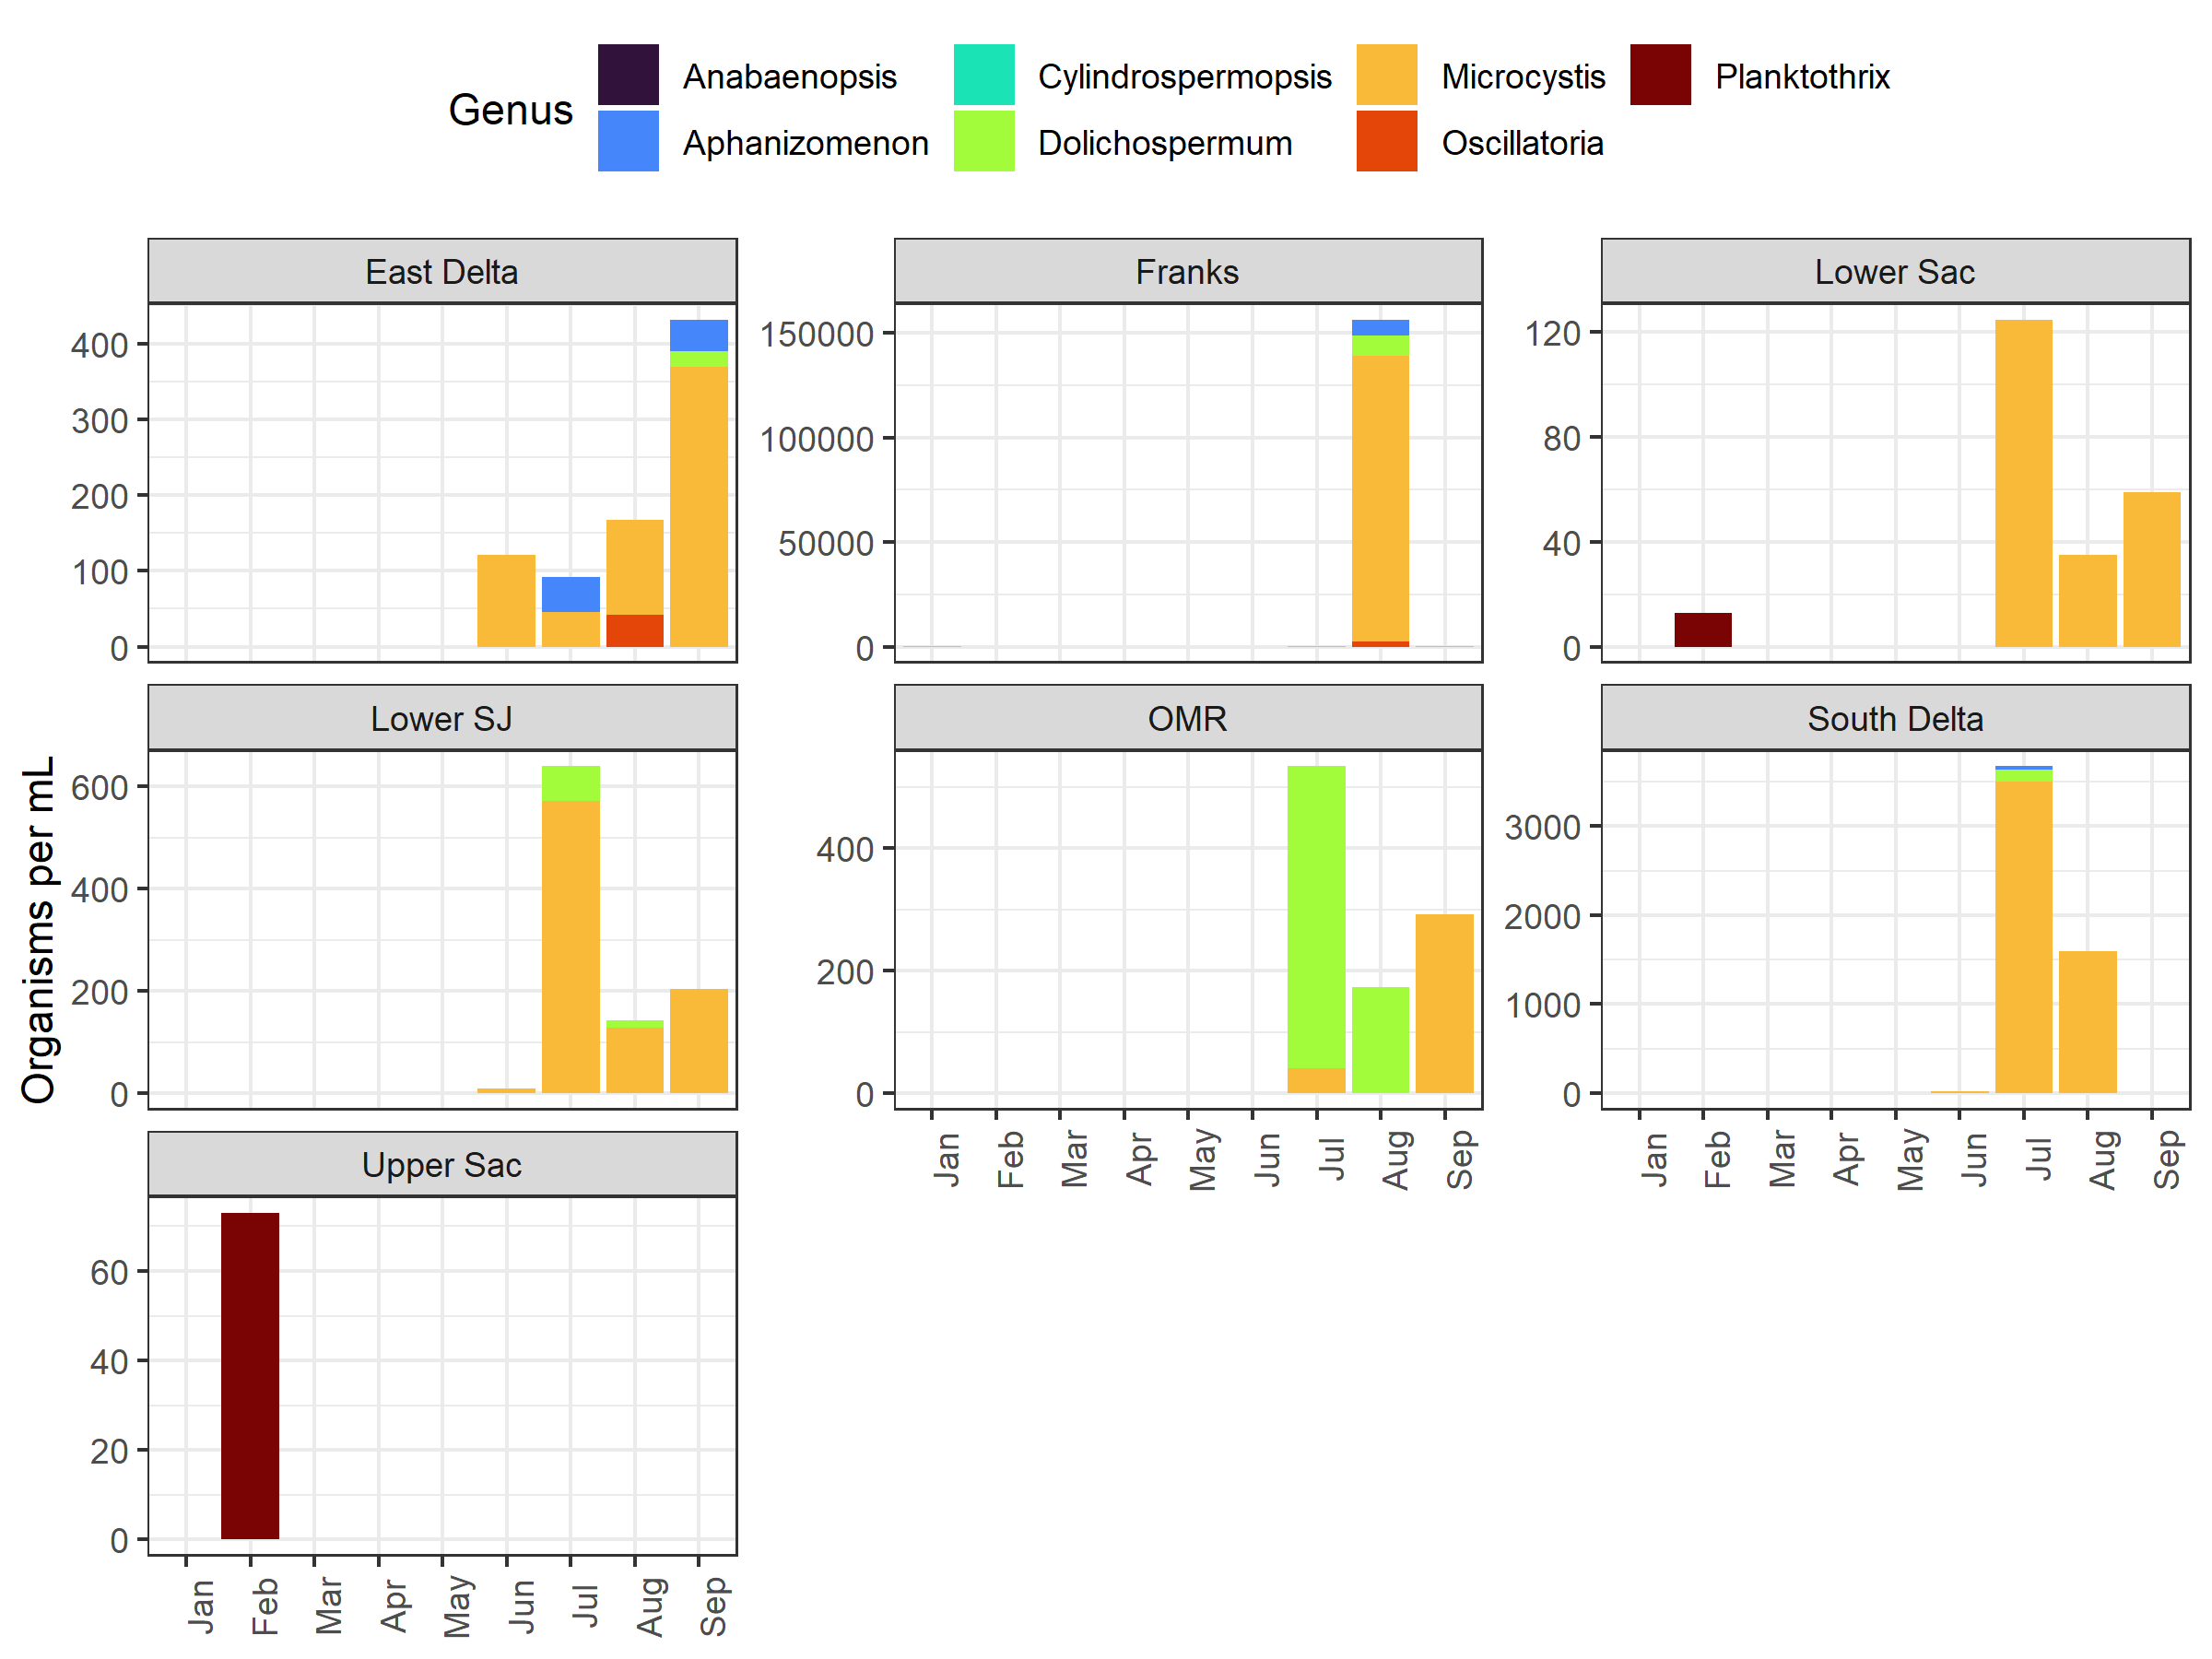 Genus
Anabaenopsis
Cylindrospermopsis
Microcystis
Planktothrix
Aphanizomenon
Dolichospermum
Oscillatoria
Organisms per mL
East Delta
400
300
200
100
0
Franks
150000
100000
50000
0
Lower Sac
120
80
40
0
Lower SJ
600
400
200
0
OMR
400
200
0
Jan Feb Mar Apr May Jun Jul Aug Sep
South Delta
3000
2000
1000
0
Jan Feb Mar Apr May Jun Jul Aug Sep
Upper Sac
60
40
20
0
Jan Feb Mar Apr May Jun Jul Aug Sep